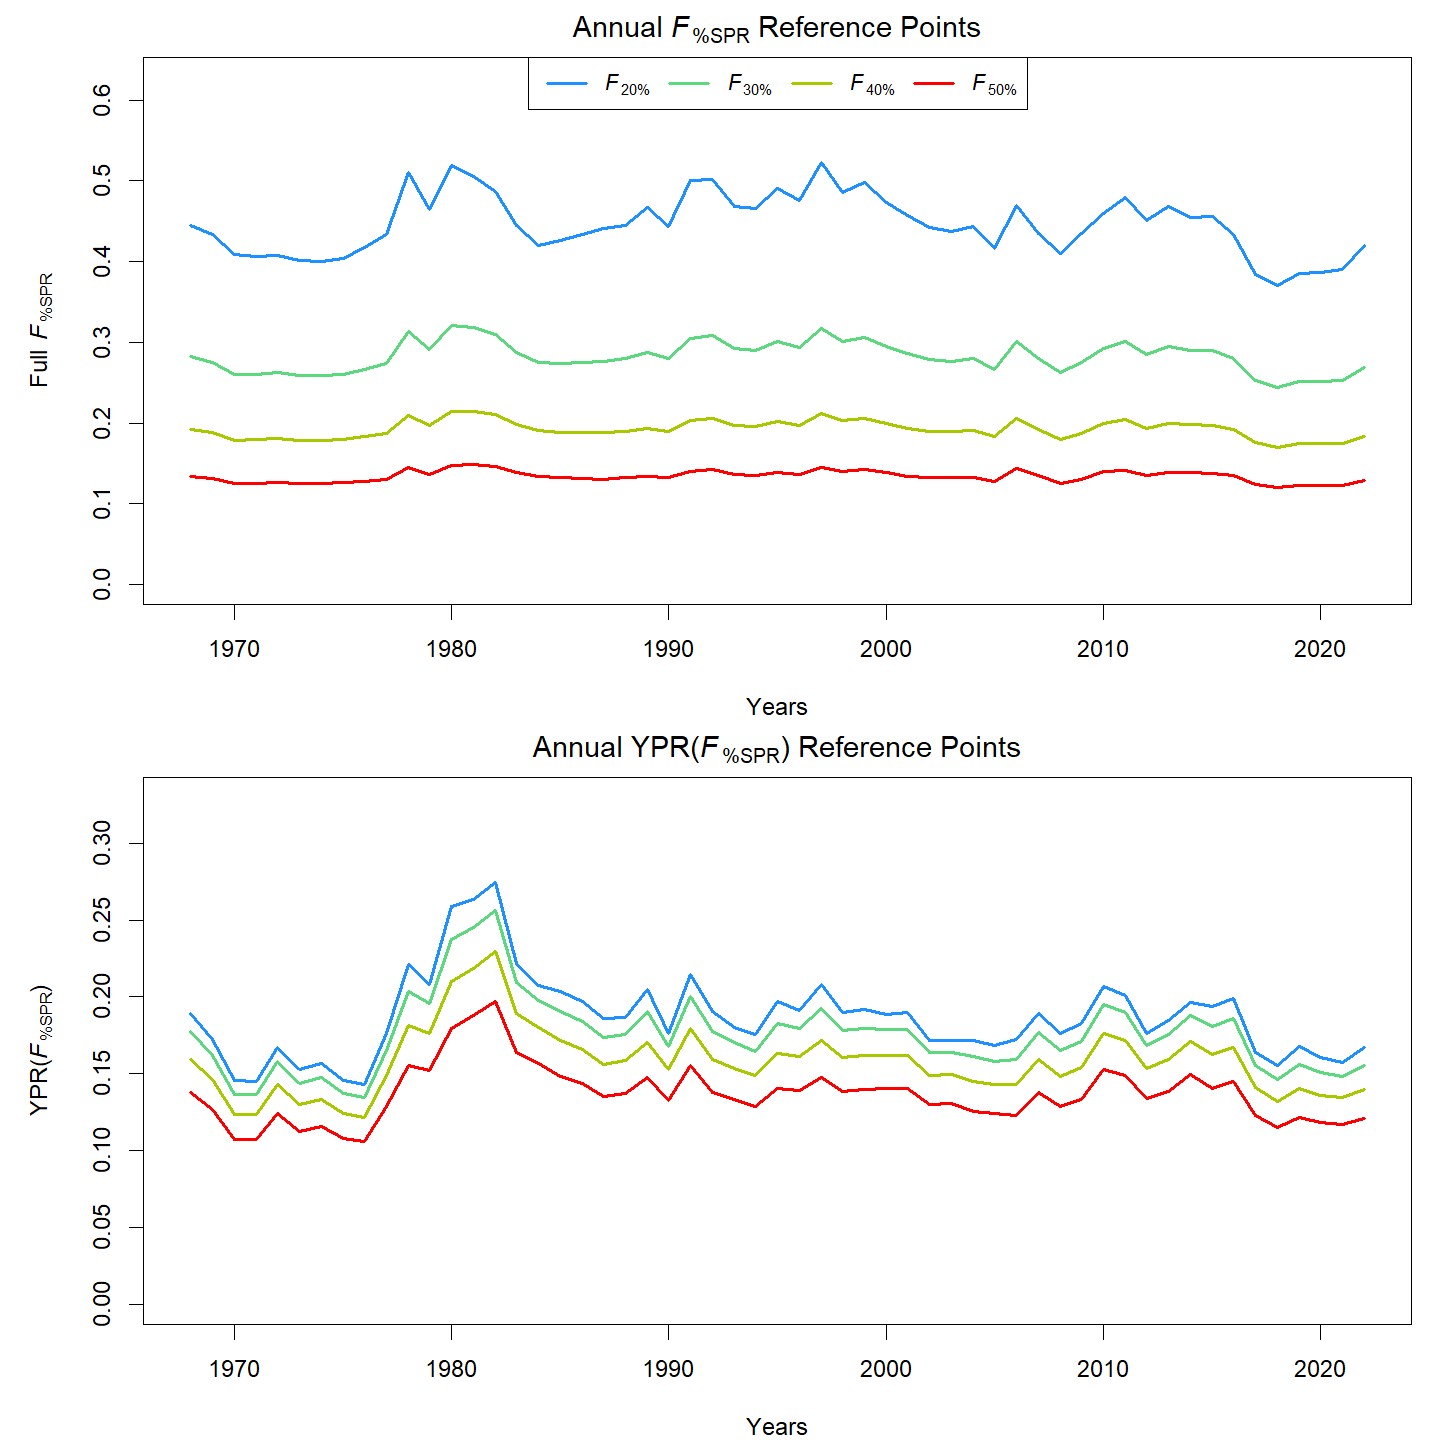 Annual F%SPR Reference Points
F20% F30% F40% F50%
Full F%SPR
0.6
0.5
0.4
0.3
0.2
0.1
0.0
1970 1980 1990 2000 2010 2020
Years
Annual YPR(F%SPR) Reference Points
YPR(F%SPR)
0.30
0.25
0.20
0.15
0.10
0.05
0.00
1970 1980 1990 2000 2010 2020
Years